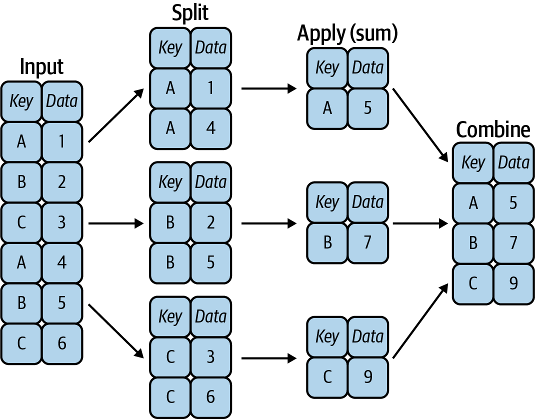 Input
Key Data
A 1
B 2
C 3
A 4
B 5
C 6
Split
Key Data
A 1
A 4
Key Data
B 2
B 5
Key Data
C 3
C 6
Apply (sum)
Key Data
A 5
Key Data
B 7
Key Data
C 9
Combine
Key Data
A 5
B 7
C 9